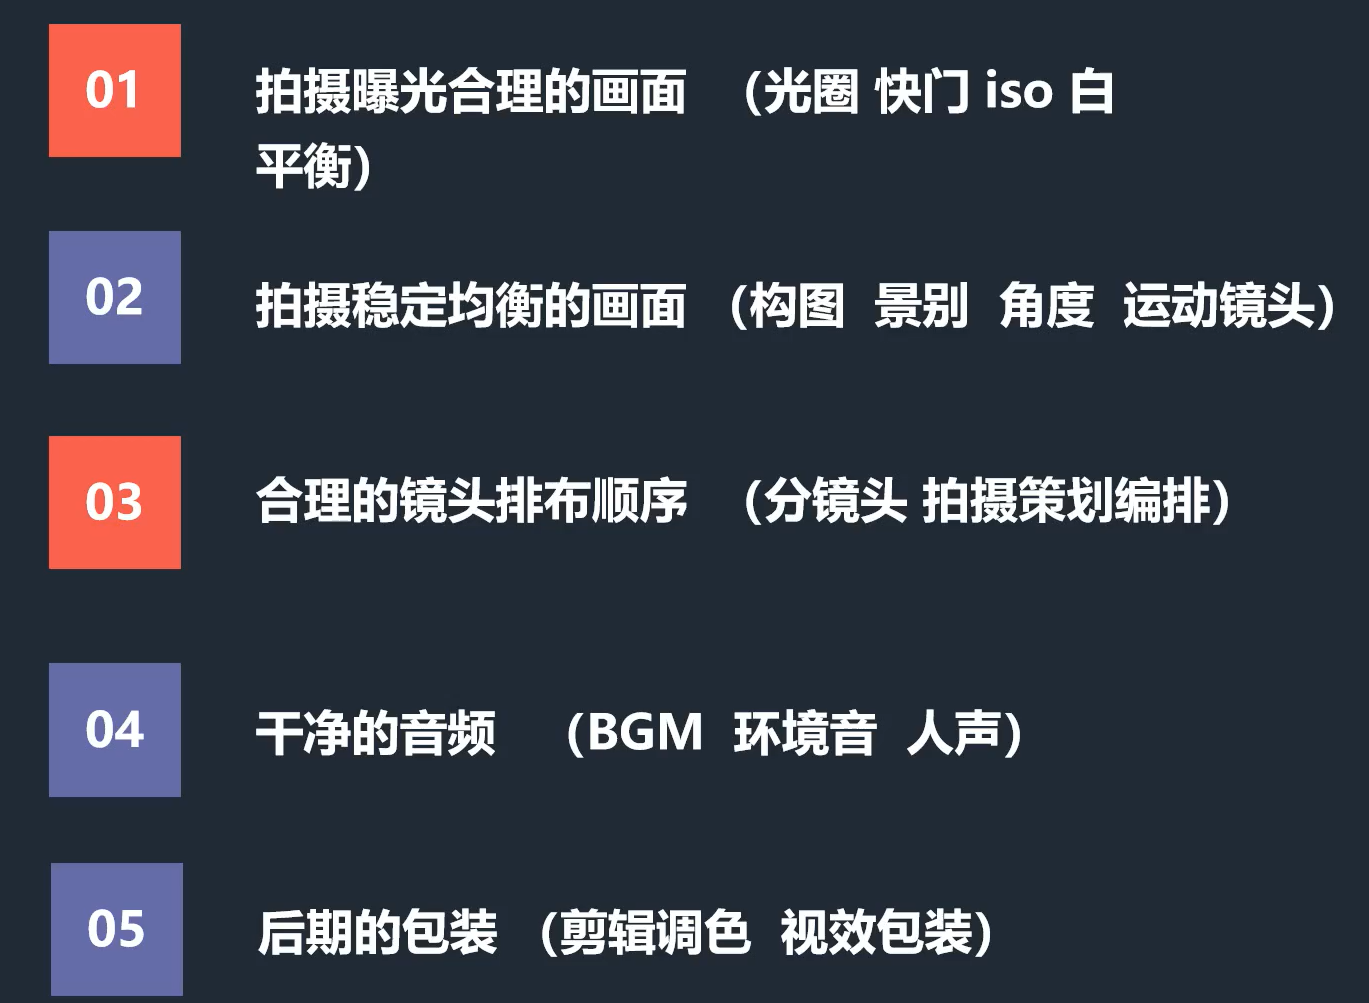 01
拍摄曝光合理的画面 （光圈 快门 iso 白
平衡）
02
拍摄稳定均衡的画面 （构图 景别 角度 运动镜头）
03
合理的镜头排布顺序 （分镜头 拍摄策划编排）
04
干净的音频 （BGM 环境音 人声）
05
后期的包装 （剪辑调色 视效包装）